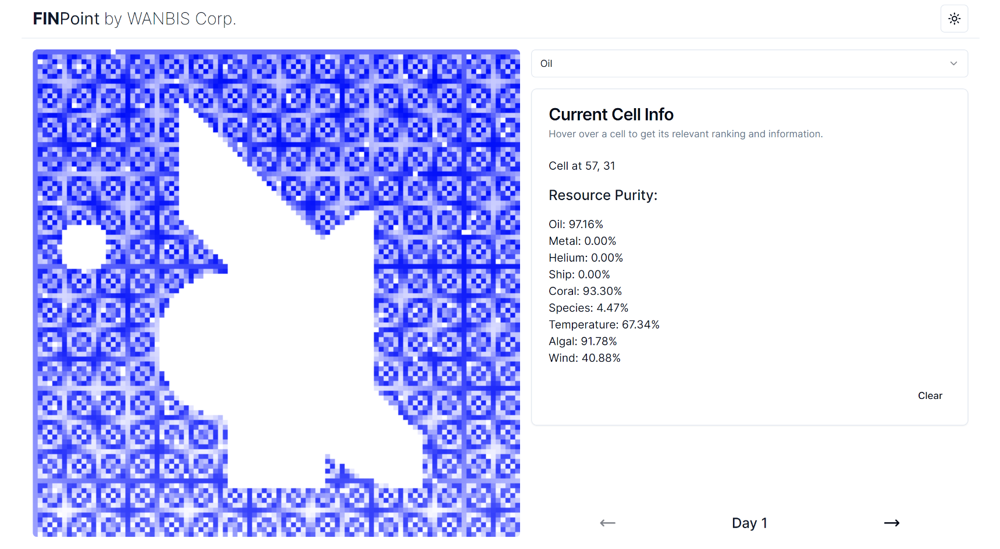 FINPoint by WANBIS Corp.
Oil
Current Cell Info
Hover over a cell to get its relevant ranking and information.
Cell at 57, 31
Resource Purity:
Oil: 97.16%
Metal: 0.00%
Helium: 0.00%
Ship: 0.00%
Coral: 93.30%
Species: 4.47%
Temperature: 67.34%
Algal: 91.78%
Wind: 40.88%
Clear
Day 1